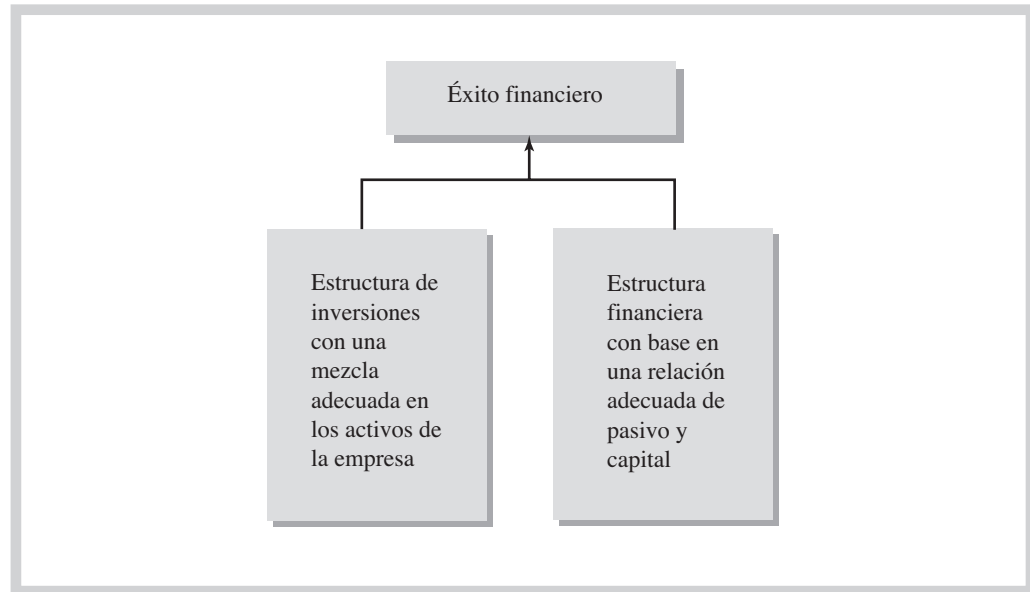 Éxito financiero
Estructura de
inversiones
con una
mezcla
adecuada en
los activos de
la empresa
Estructura
financiera
con base en
una relación
adecuada de
pasivo y
capital